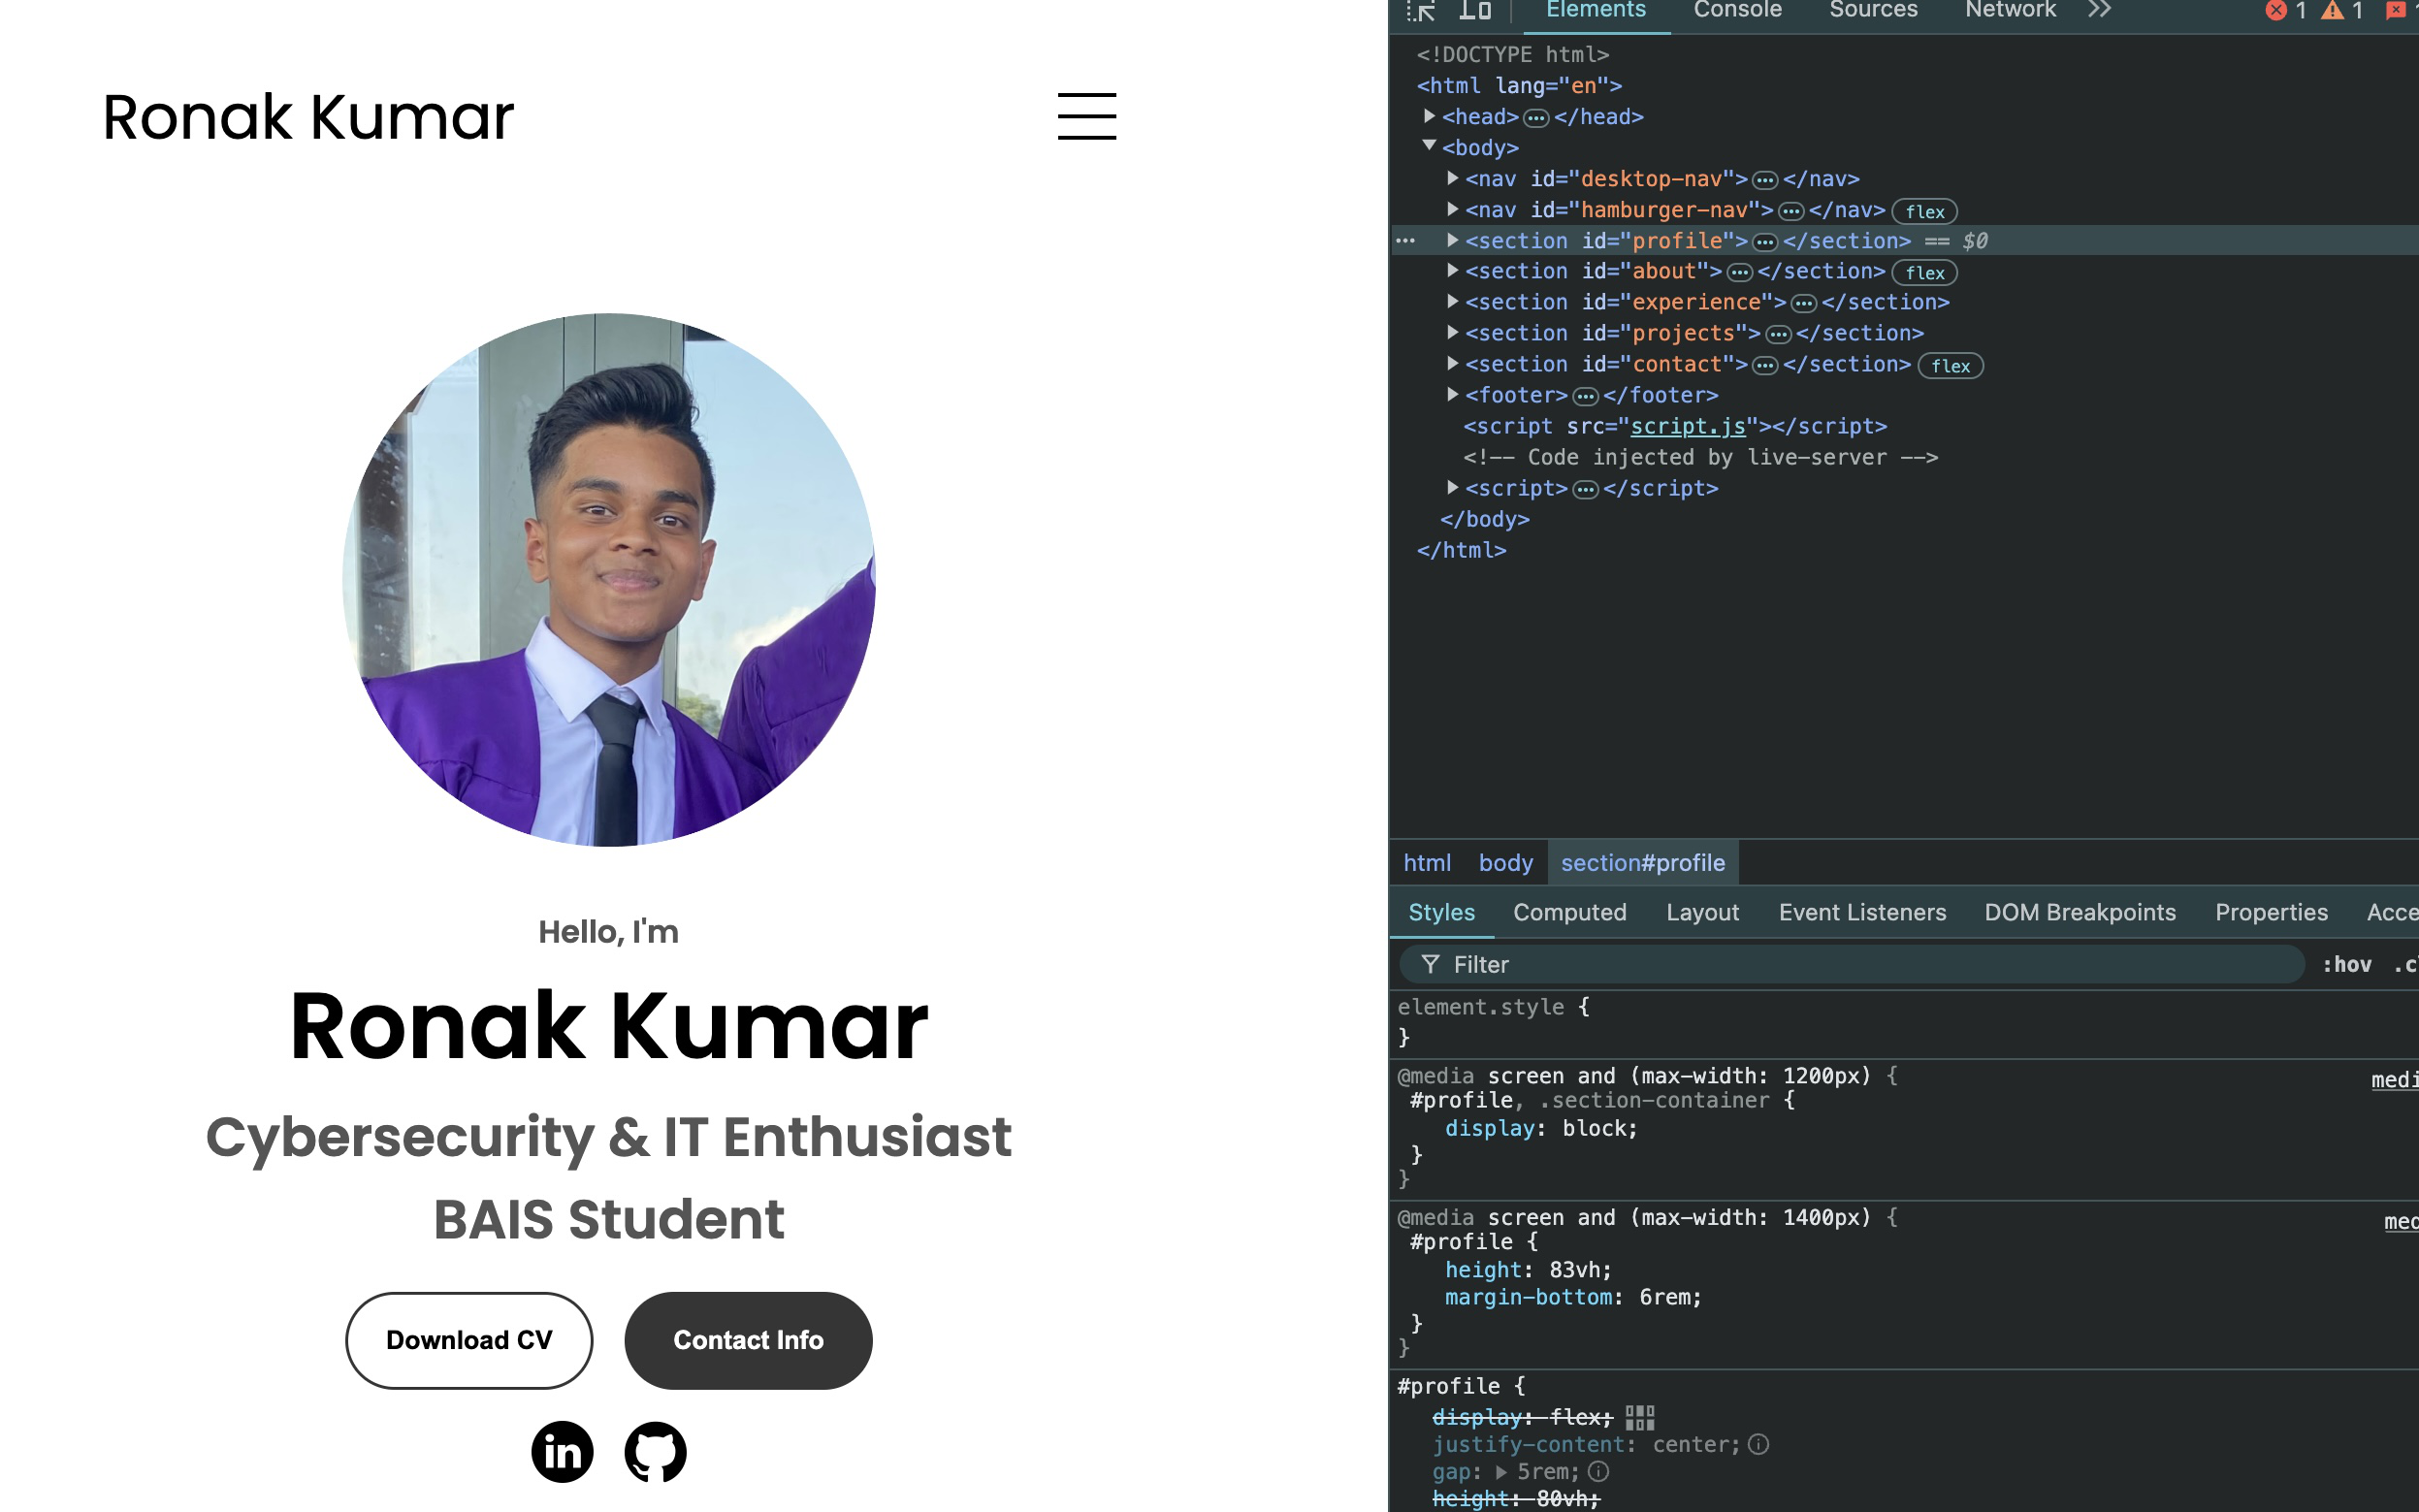 Ronak Kumar
Hello, I'm
Ronak Kumar
Cybersecurity & IT Enthusiast
BAIS Student
Download CV
Contact Info
in
Elements Console Sources Network 1 1
<!DOCTYPE html>
<html lang="en">
<head> ••• </head>
<body>
<nav id="desktop-nav"> ••• </nav>
<nav id="hamburger-nav"> ••• </nav> flex
••• <section id="profile"> ••• </section> == $0
<section id="about"> ••• </section> flex
<section id="experience"> ••• </section>
<section id="projects"> ••• </section>
<section id="contact"> ••• </section> flex
<footer> ••• </footer>
<script src="script.js"></script>
<!-- Code injected by live-server -->
<script> ••• </script>
</body>
</html>
html body section#profile
Styles Computed Layout Event Listeners DOM Breakpoints Properties
Filter :hov
element.style {
}
@media screen and (max-width: 1200px) {
#profile, .section-container {
display: block;
}
}
@media screen and (max-width: 1400px) {
#profile {
height: 83vh;
margin-bottom: 6rem;
}
}
#profile {
display: flex;
justify-content: center;
gap: 5rem;
height: 80vh;